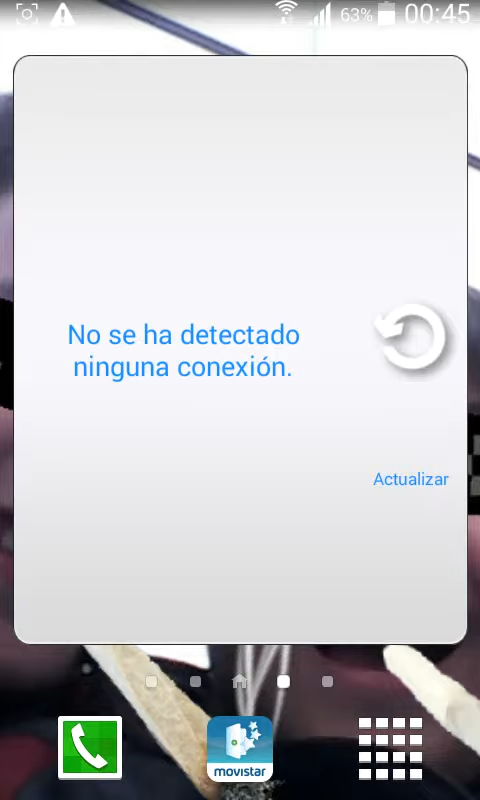 63% 00:45
No se ha detectado
ninguna conexión.
Actualizar
movistar